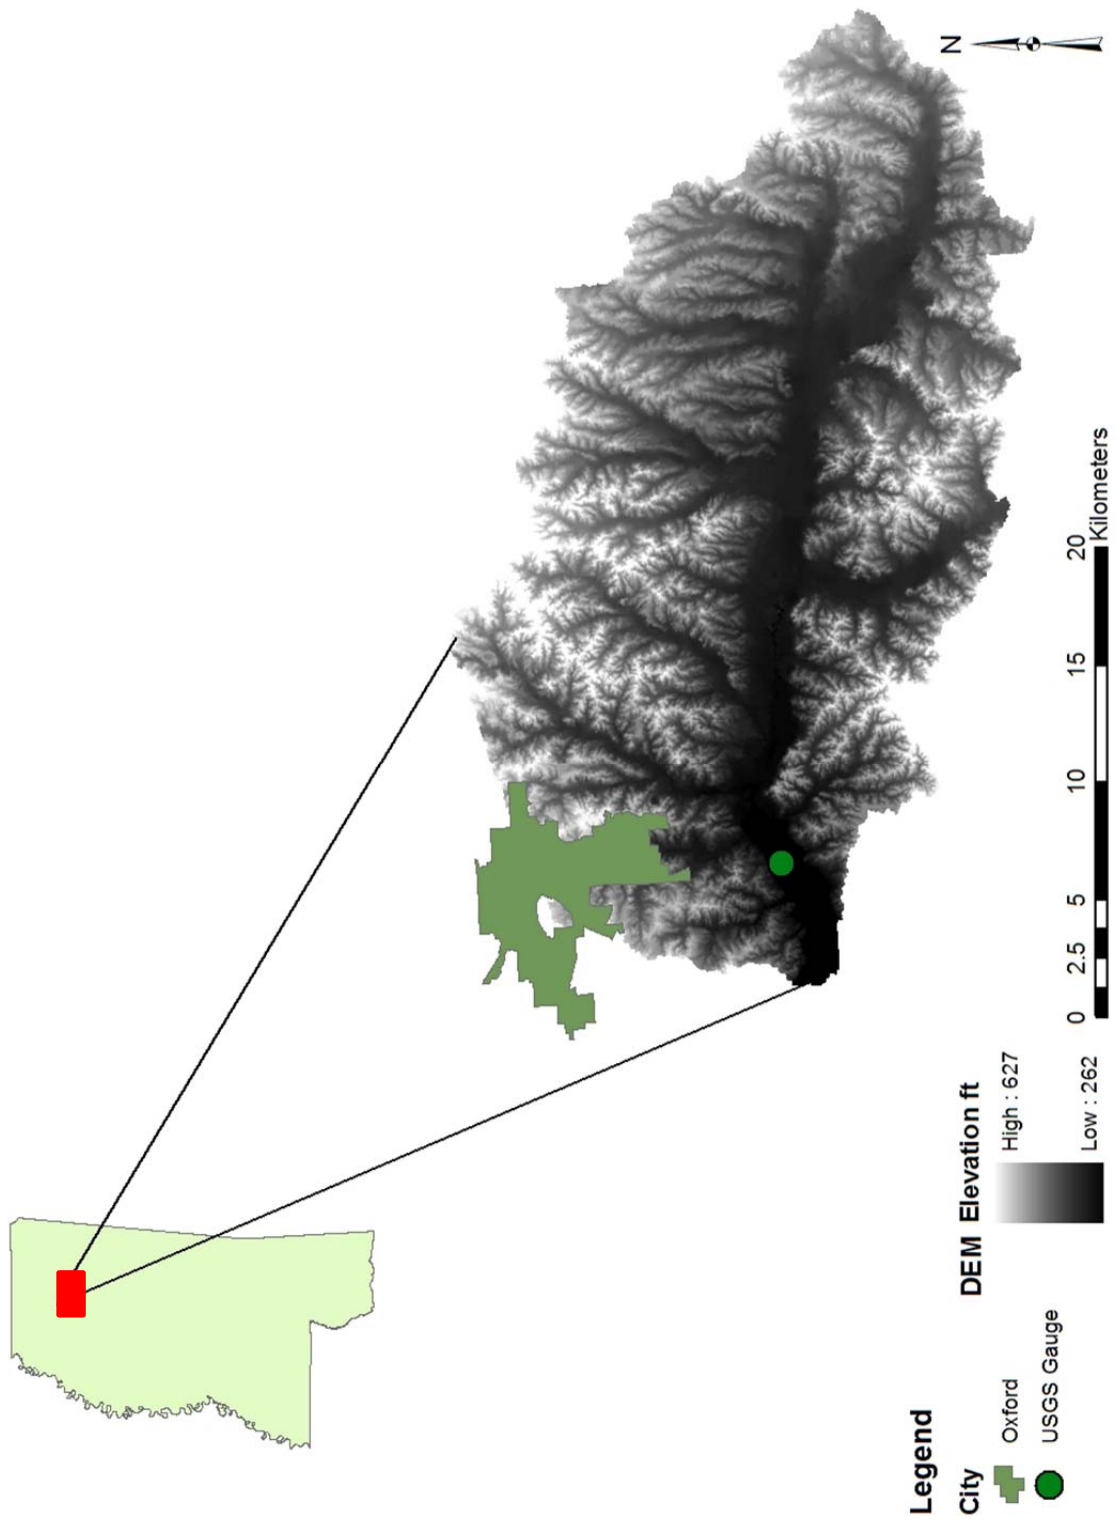 N
Legend
City
Oxford
USGS Gauge
DEM Elevation ft
High : 627
Low : 262
0 2.5 5 10 15 20
Kilometers